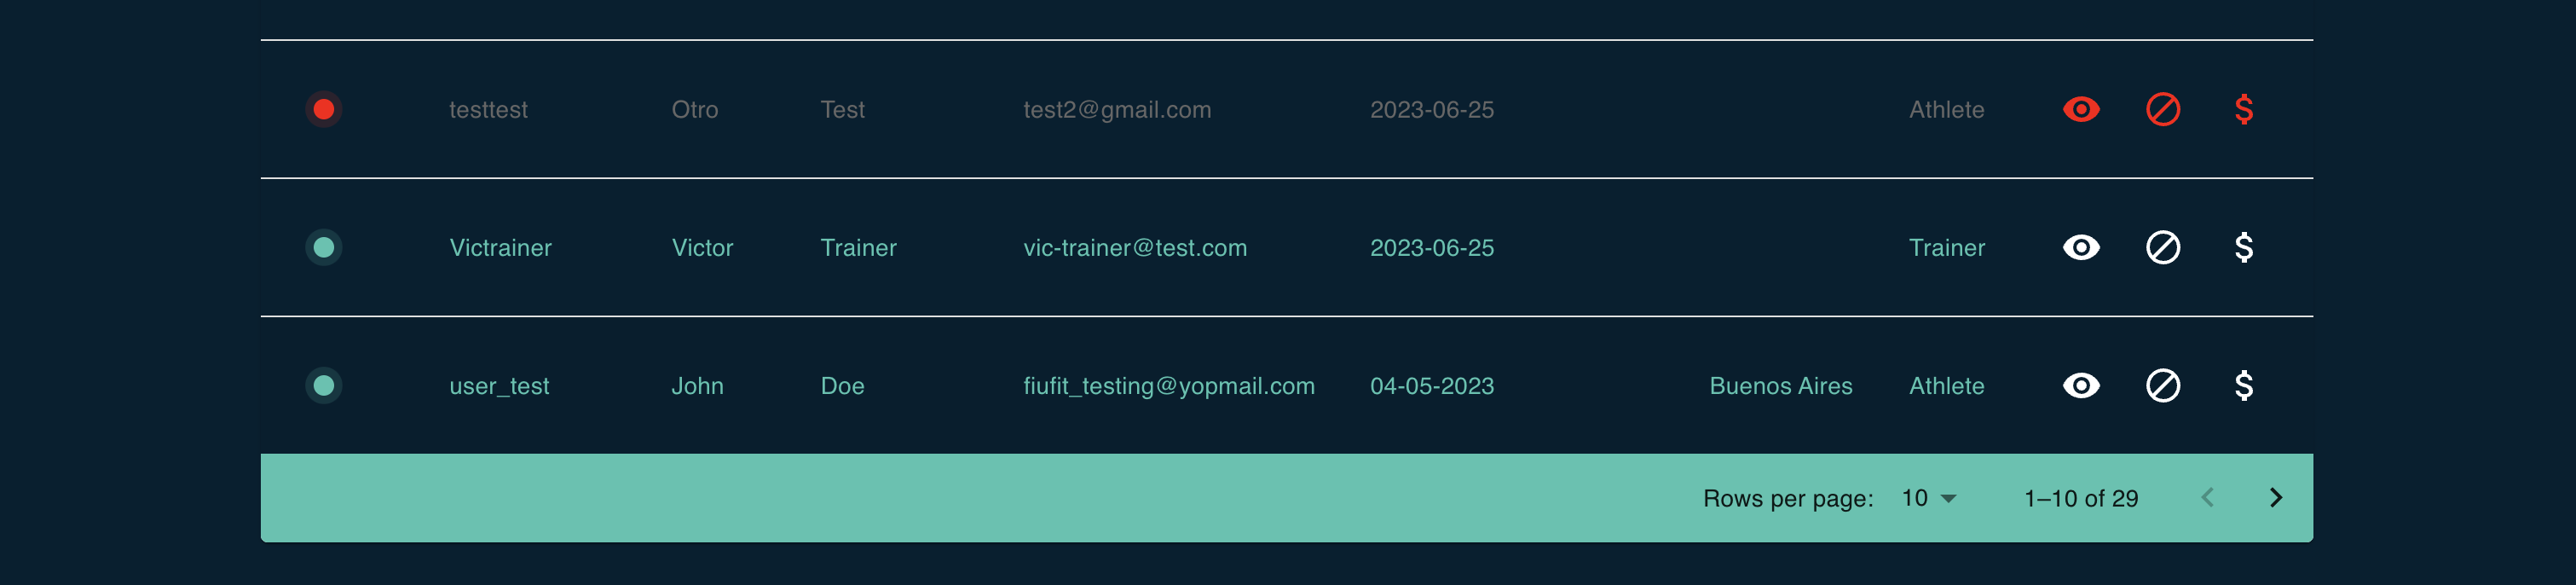 testtest Otro Test test2@gmail.com 2023-06-25 Athlete $
Victrainer Victor Trainer vic-trainer@test.com 2023-06-25 Trainer $
user_test John Doe fiufit_testing@yopmail.com 04-05-2023 Buenos Aires Athlete $
Rows per page: 10 1–10 of 29